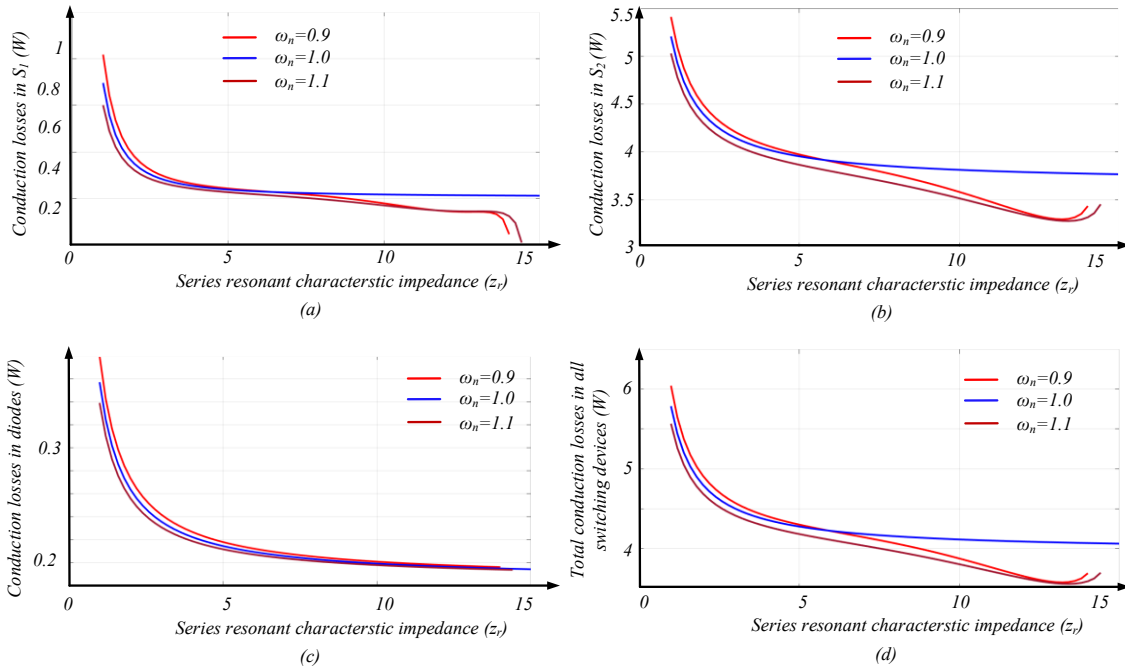 Conduction losses in S1 (W)
1
0.8
0.6
0.4
0.2
ωn=0.9
ωn=1.0
ωn=1.1
0
5
10
15
Series resonant characterstic impedance (zr)
(a)
Conduction losses in S2 (W)
5.5
5
4.5
4
3.5
3
ωn=0.9
ωn=1.0
ωn=1.1
0
5
10
15
Series resonant characterstic impedance (zr)
(b)
Conduction losses in diodes (W)
0.3
0.2
ωn=0.9
ωn=1.0
ωn=1.1
0
5
10
15
Series resonant characterstic impedance (zr)
(c)
Total conduction losses in all
switching devices (W)
6
5
4
ωn=0.9
ωn=1.0
ωn=1.1
0
5
10
15
Series resonant characterstic impedance (zr)
(d)